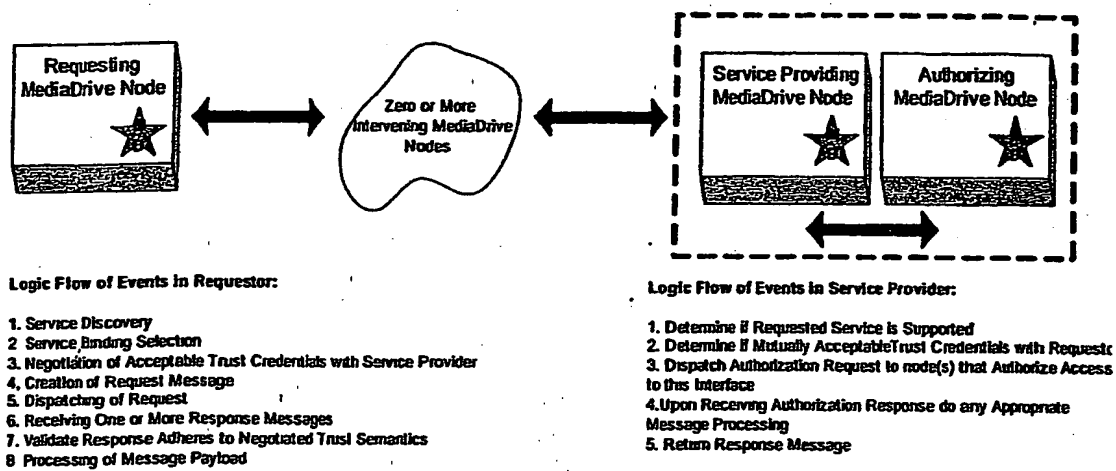 Requesting
MediaDrive Node
Zero or More
Intervening MediaDrive
Nodes
Service Providing
MediaDrive Node
Authorizing
MediaDrive Node
Logic Flow of Events in Requestor:
1. Service Discovery
2 Service Binding Selection
3. Negotiation of Acceptable Trust Credentials with Service Provider
4. Creation of Request Message
5. Dispatching of Request
6. Receiving One or More Response Messages
7. Validate Response Adheres to Negotiated Trust Semantics
8 Processing of Message Payload
Logic Flow of Events in Service Provider:
1. Determine if Requested Service is Supported
2. Determine if Mutually AcceptableTrust Credentials with Requestc
3. Dispatch Authorization Request to node(s) that Authorize Access
to this Interface
4.Upon Receiving Authorization Response do any Appropriate
Message Processing
5. Return Response Message